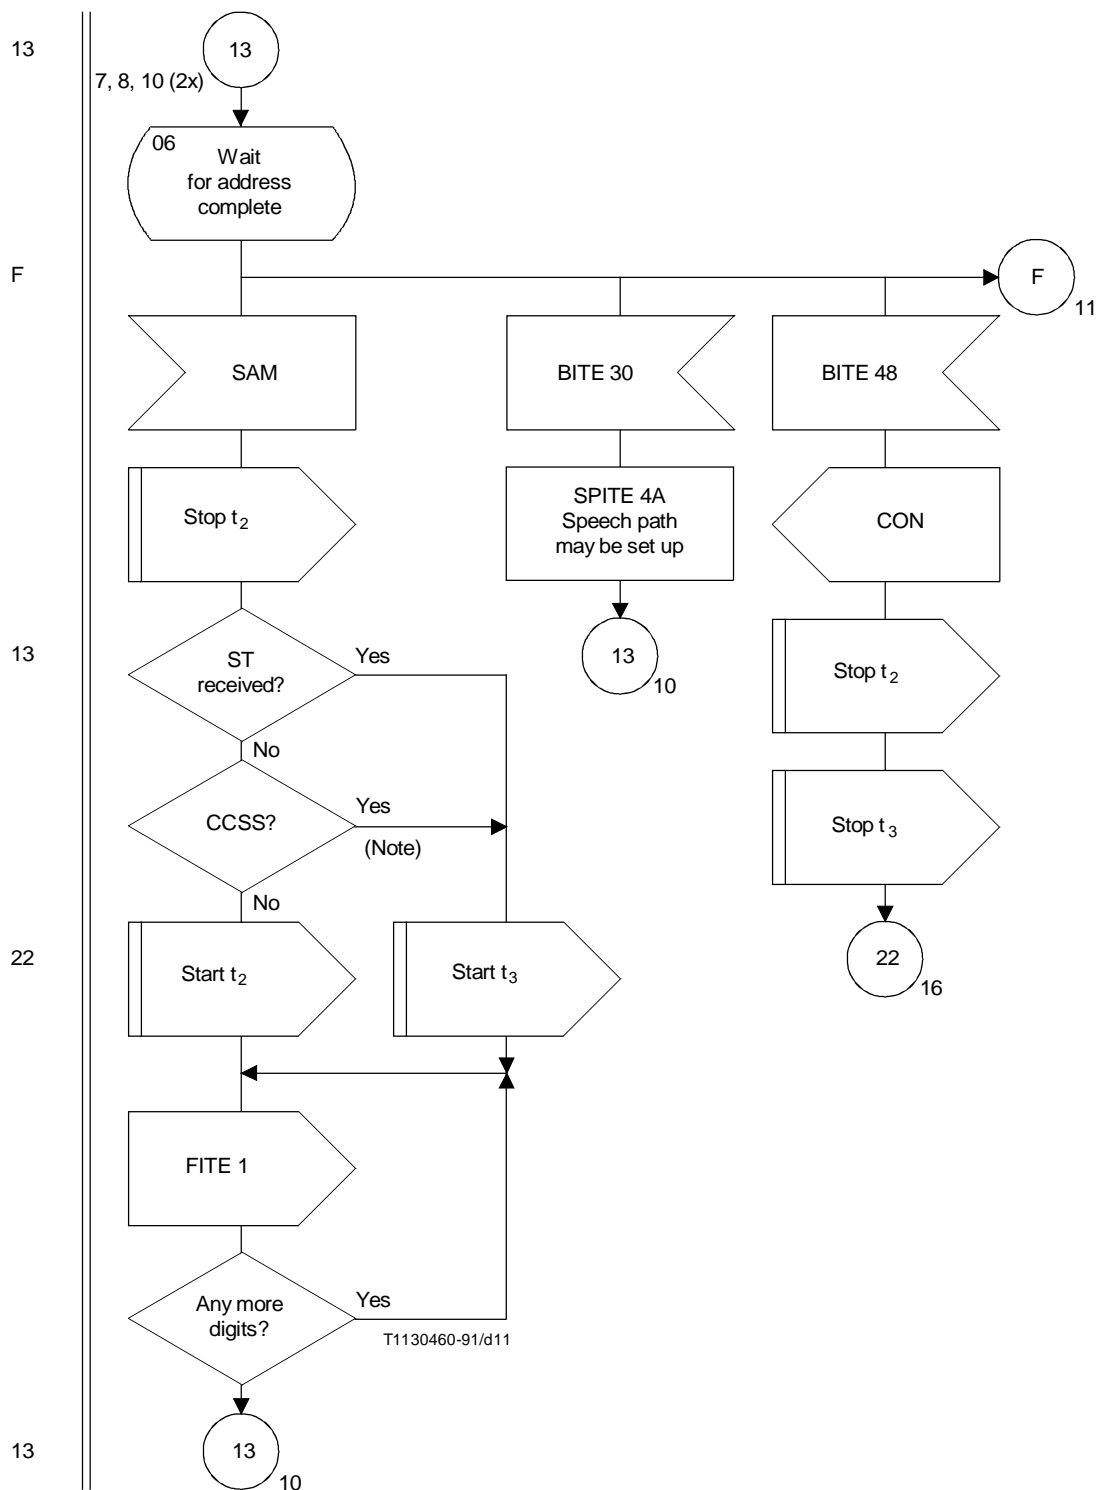 13
13
7, 8, 10 (2x)
06
Wait
for address
complete
F
F
11
SAM
BITE 30
BITE 48
Stop t2
SPITE 4A
Speech path
may be set up
CON
13
ST
received?
Yes
13
10
Stop t2
No
CCSS?
Yes
(Note)
Stop t3
No
22
Start t2
Start t3
22
16
FITE 1
Any more
digits?
Yes
T1130460-91/d11
13
13
10